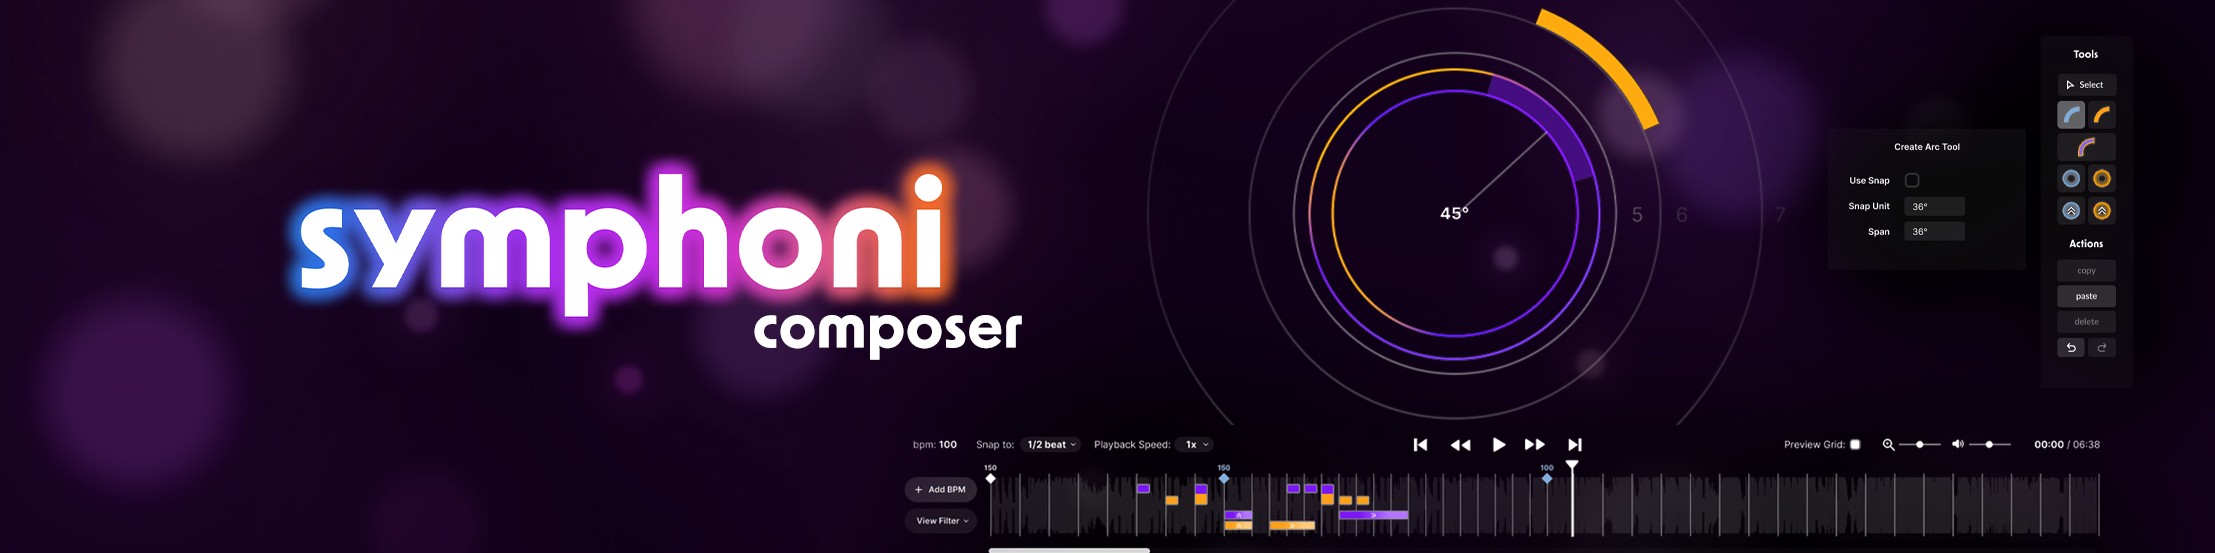 symphoni
composer
45°
5
6
7
Create Arc Tool
Use Snap
Snap Unit 36°
Span 36°
Tools
Select
Actions
copy
paste
delete
bpm: 100 Snap to: 1/2 beat Playback Speed: 1x Preview Grid: 00:00 / 06:38
150 150 100
+ Add BPM
View Filter